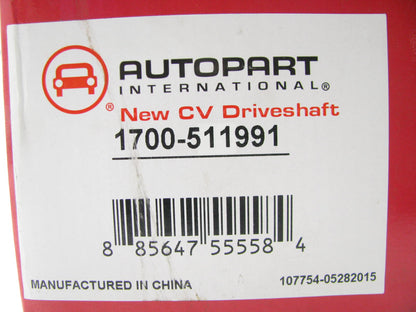 AUTOPART
INTERNATIONAL®
® New CV Driveshaft
1700-511991
8 85647 55558 4
MANUFACTURED IN CHINA
107754-05282015